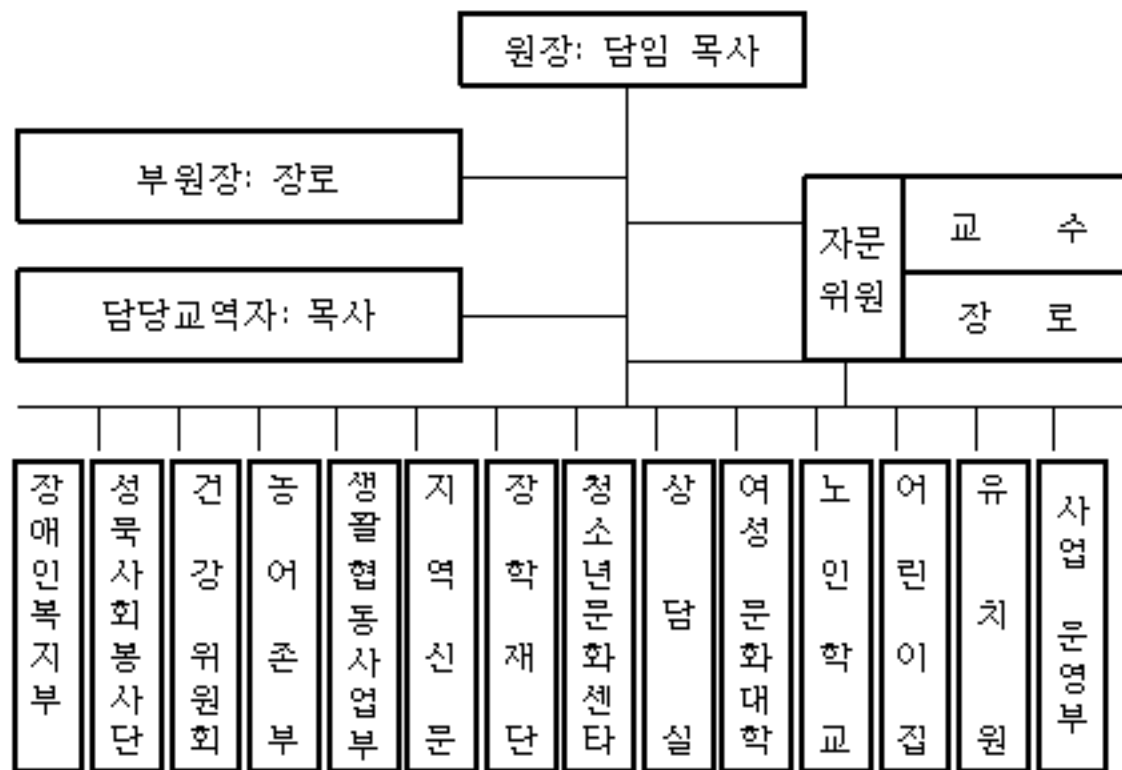 원장: 담임 목사
부원장: 장로
자문
위원
교 수
장 로
담당교역자: 목사
장애인복지부
성묵사회봉사단
건강위원회
농어존부
생활협동사업부
지역신문
장학재단
청소년문화센타
상담실
여성 문화대학
노인학교
어린이집
유치원
사업 문영부